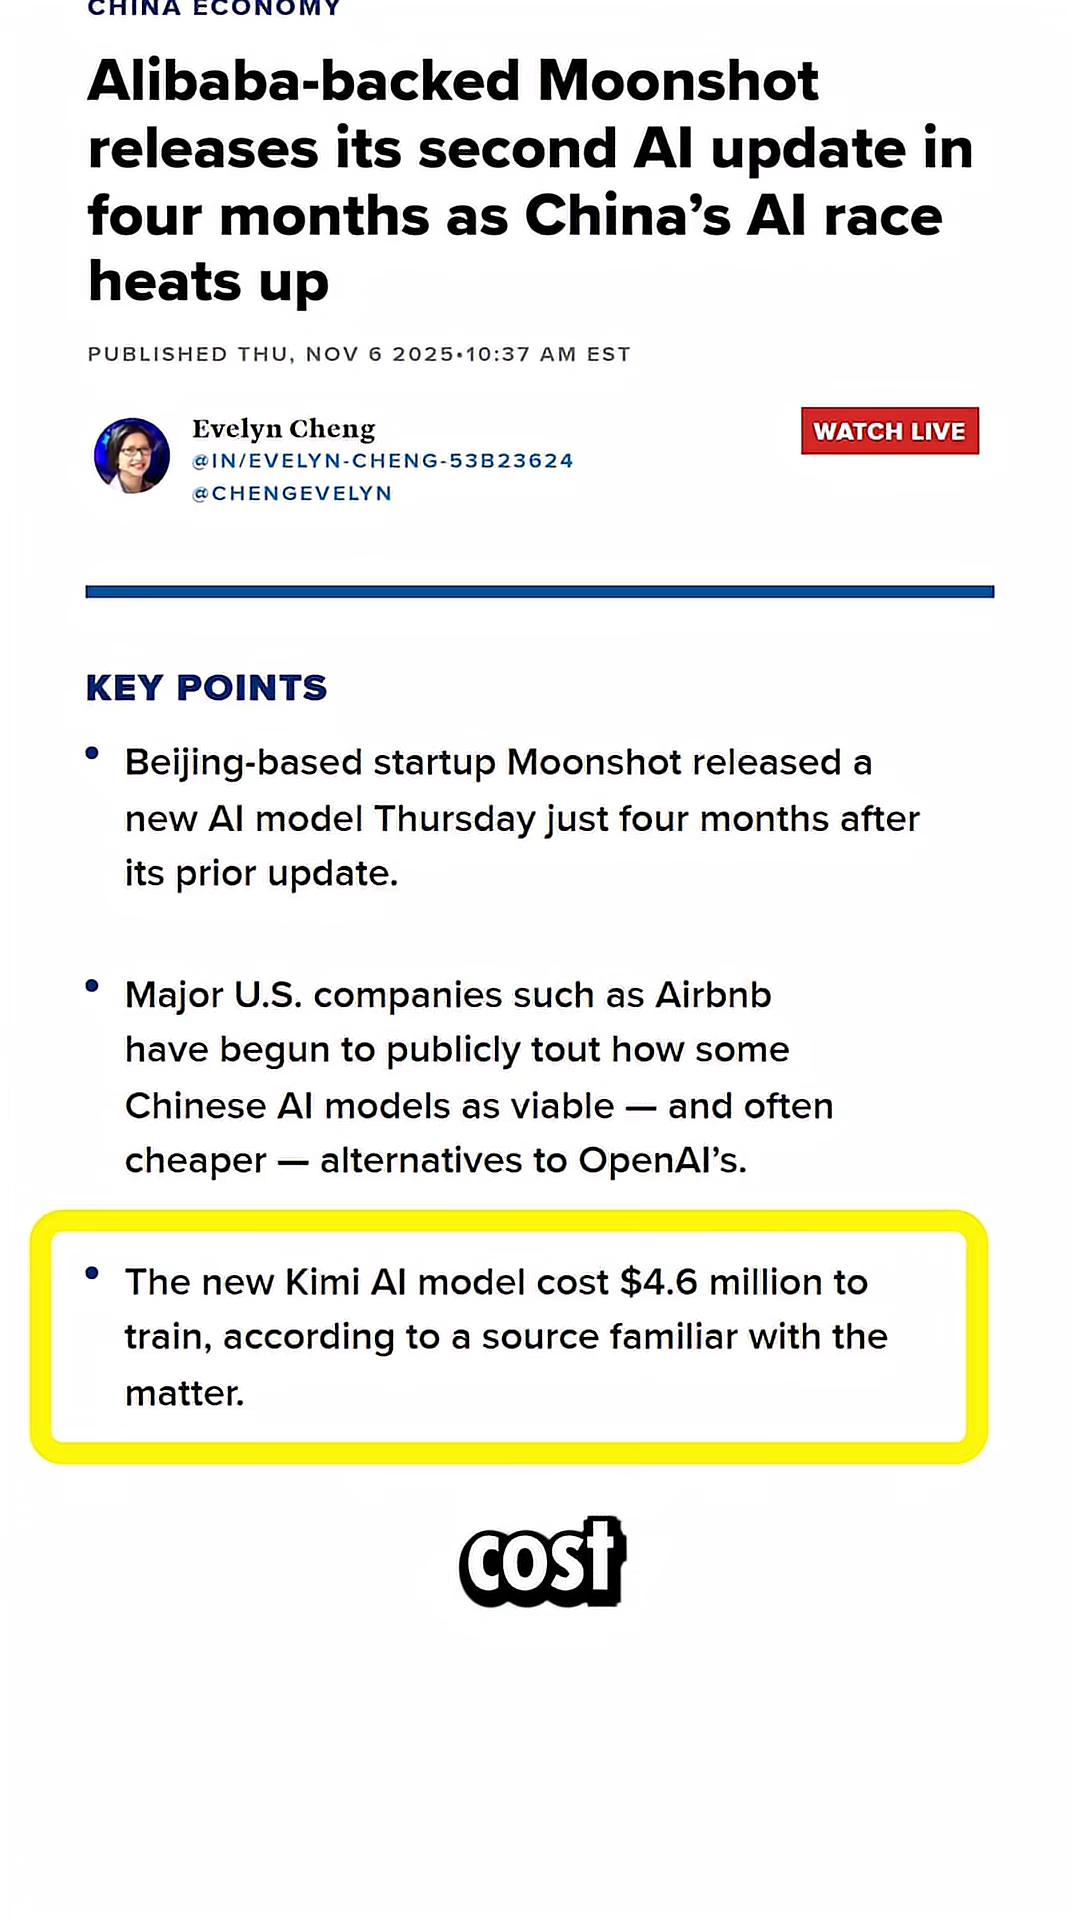 CHINA ECONOMY
Alibaba-backed Moonshot
releases its second AI update in
four months as China’s AI race
heats up
PUBLISHED THU, NOV 6 2025•10:37 AM EST
Evelyn Cheng
@IN/EVELYN-CHENG-53B23624
@CHENGEVELYN
WATCH LIVE
KEY POINTS
• Beijing-based startup Moonshot released a
new AI model Thursday just four months after
its prior update.
• Major U.S. companies such as Airbnb
have begun to publicly tout how some
Chinese AI models as viable — and often
cheaper — alternatives to OpenAI’s.
• The new Kimi AI model cost $4.6 million to
train, according to a source familiar with the
matter.
cost